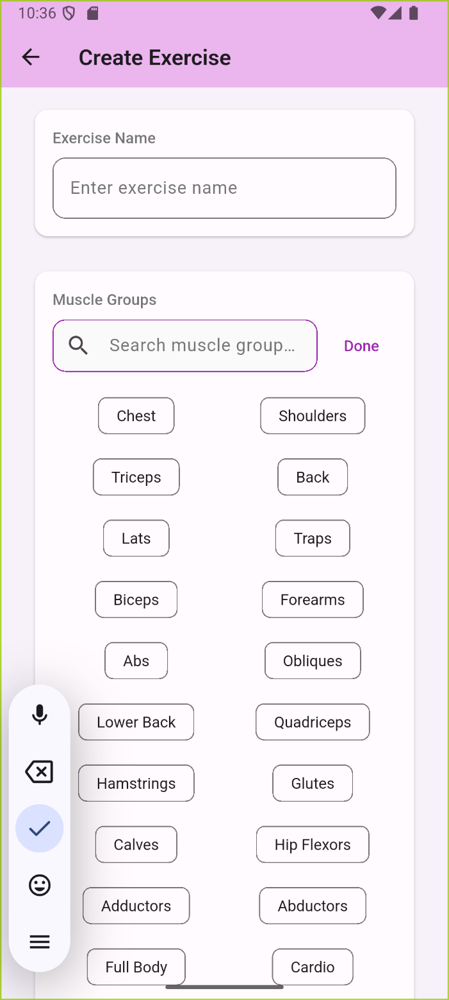 10:36
Create Exercise
Exercise Name
Enter exercise name
Muscle Groups
Search muscle group... Done
Chest Shoulders
Triceps Back
Lats Traps
Biceps Forearms
Abs Obliques
Lower Back Quadriceps
Hamstrings Glutes
Calves Hip Flexors
Adductors Abductors
Full Body Cardio